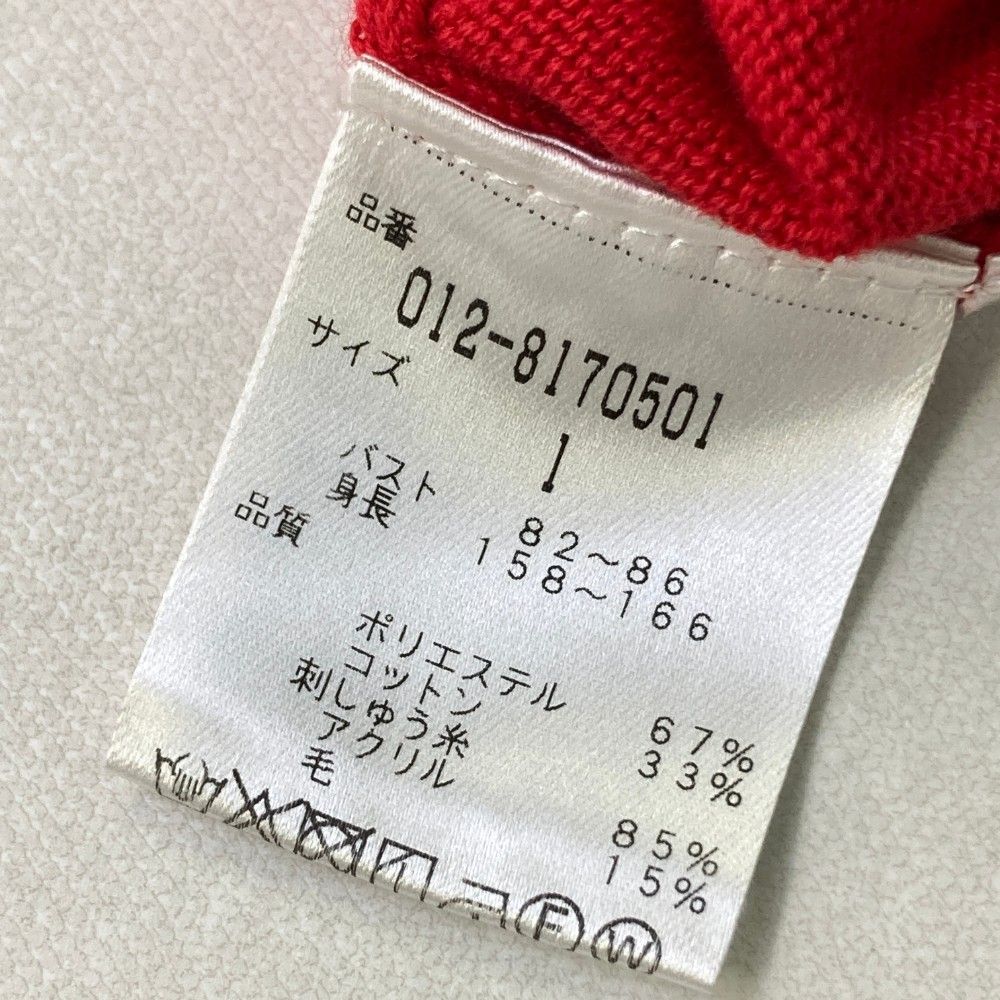 品番
012-8170501
サイズ
1
バスト 82～86
身長 158～166
品質
ポリエステル 67%
コットン 33%
刺しゅう糸
アクリル 85%
毛 15%
F W